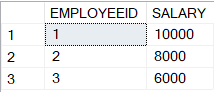 EMPLOYEEID SALARY
1 1 10000
2 2 8000
3 3 6000